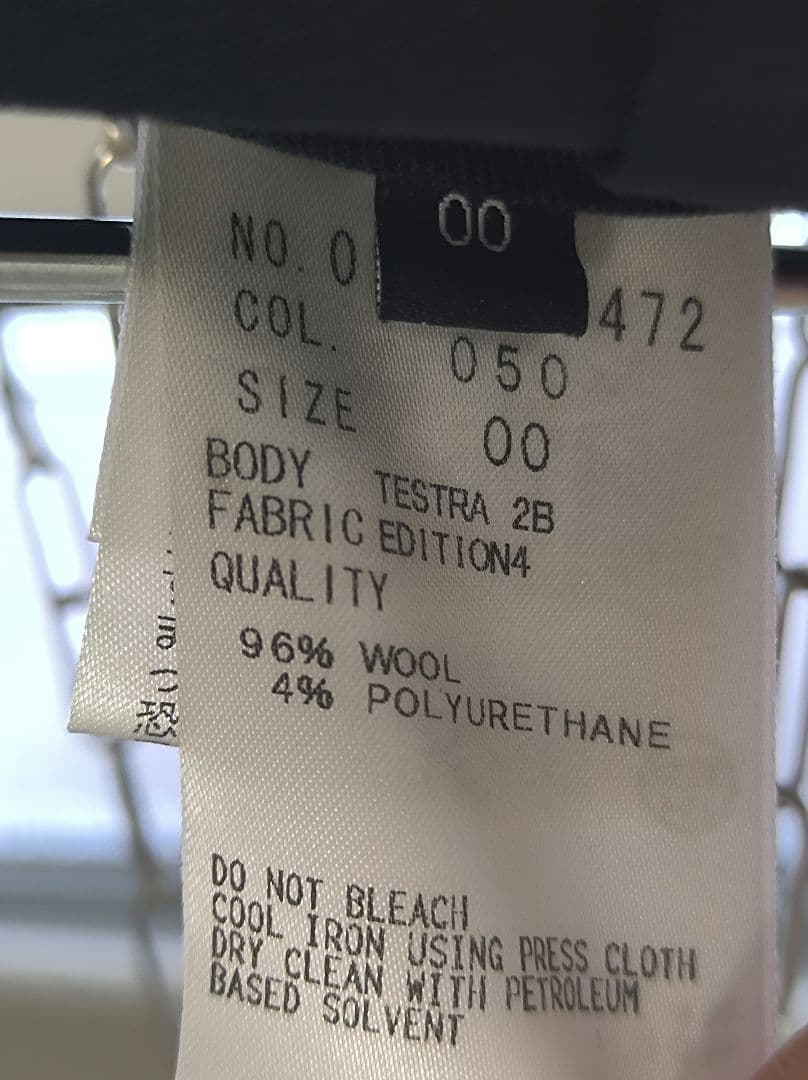 00
NO. 0 472
COL. 050
SIZE 00
BODY TESTRA 2B
FABRIC EDITION4
QUALITY
96% WOOL
4% POLYURETHANE
DO NOT BLEACH
COOL IRON USING PRESS CLOTH
DRY CLEAN WITH PETROLEUM
BASED SOLVENT